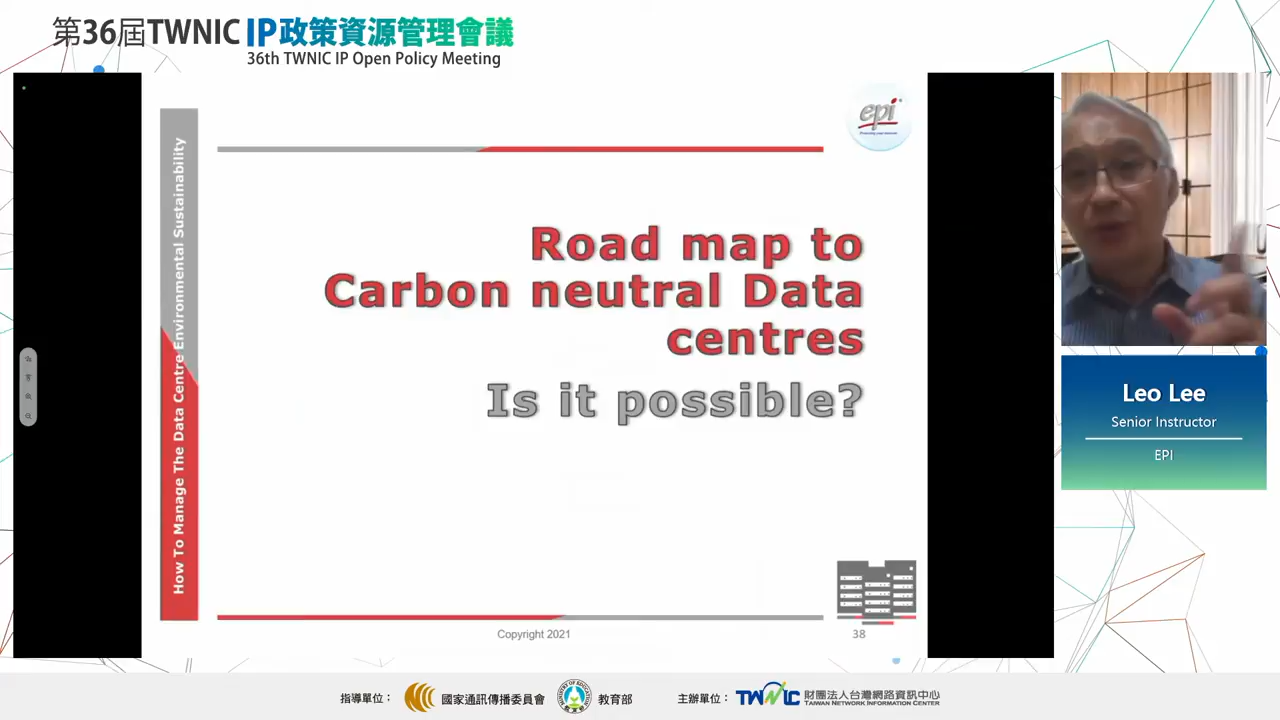 第36屆TWNIC IP政策資源管理會議
36th TWNIC IP Open Policy Meeting
How To Manage The Data Centre Environmental Sustainability
epi
Road map to
Carbon neutral Data
centres
Is it possible?
Copyright 2021
38
Leo Lee
Senior Instructor
EPI
指導單位：
國家通訊傳播委員會
教育部
主辦單位：
TWNIC
財團法人台灣網路資訊中心
TAIWAN NETWORK INFORMATION CENTER